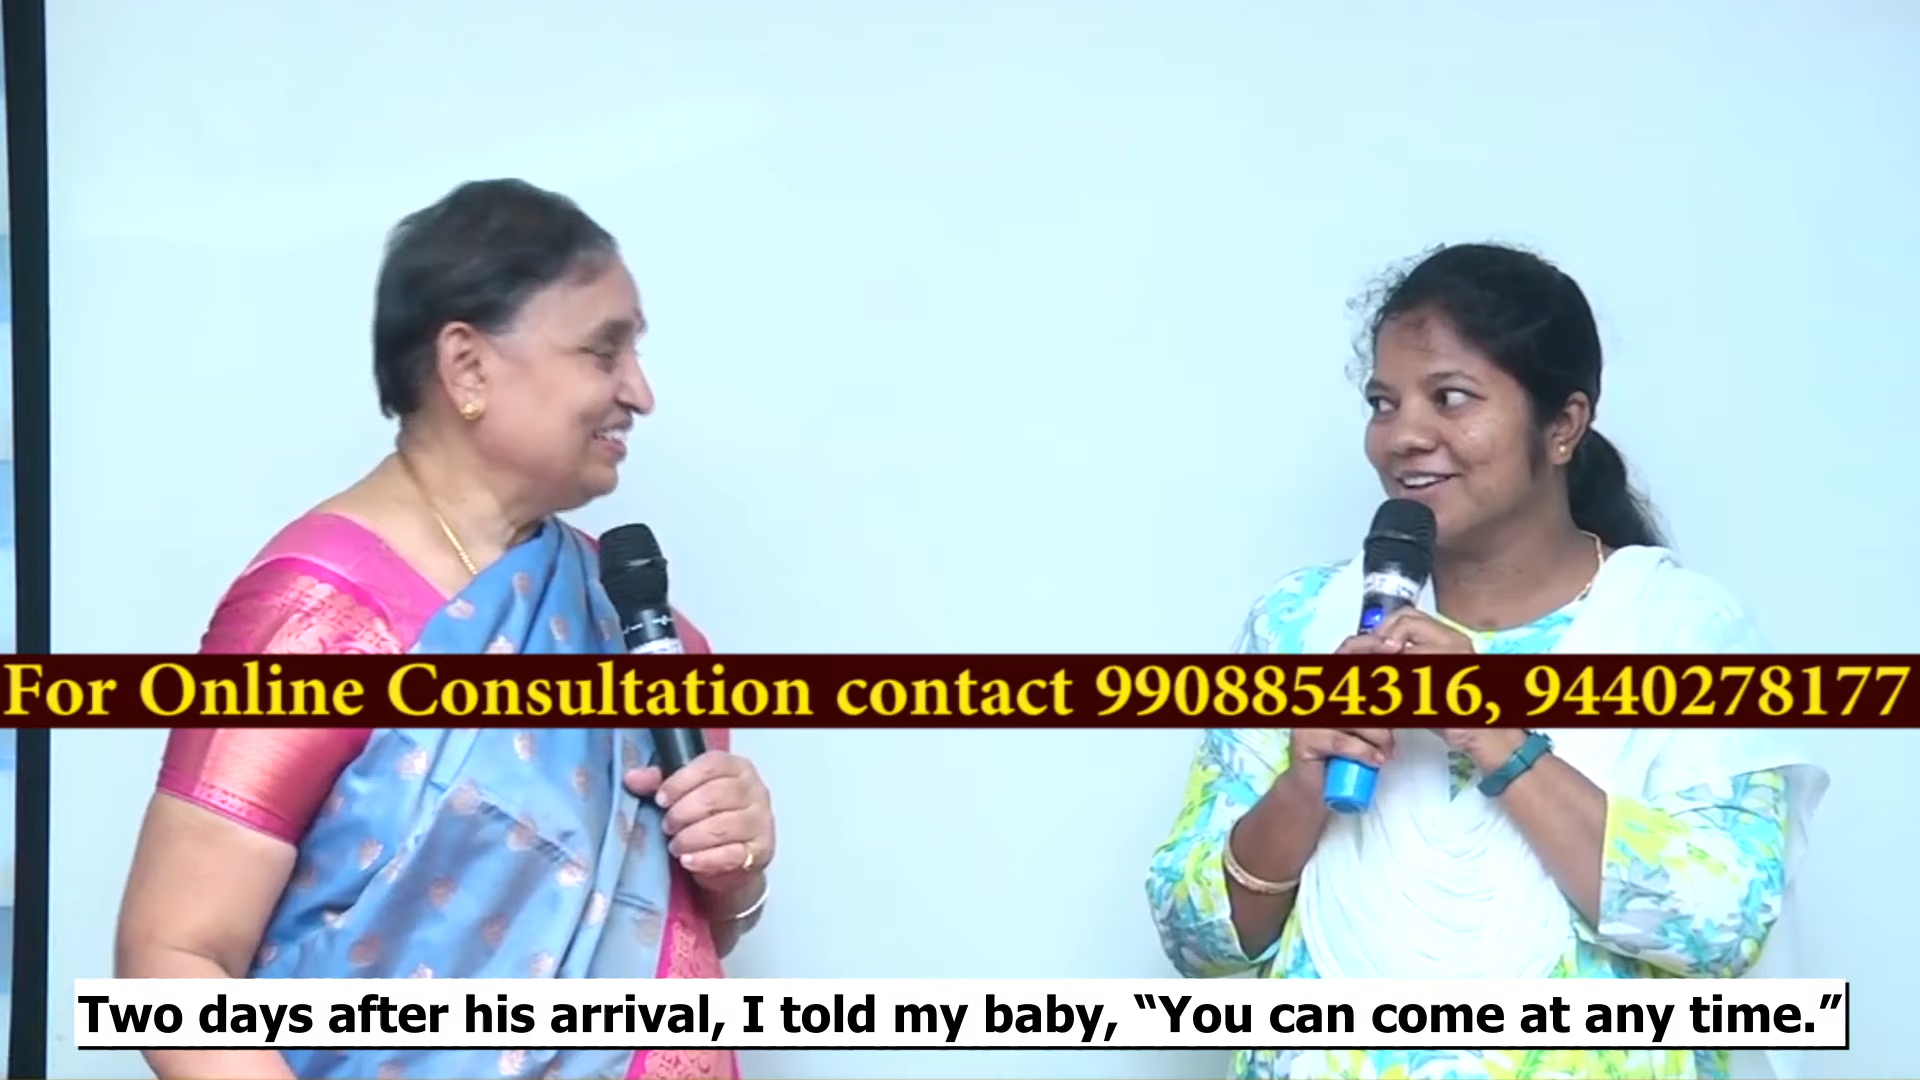 For Online Consultation contact 9908854316, 9440278177
Two days after his arrival, I told my baby, “You can come at any time.”